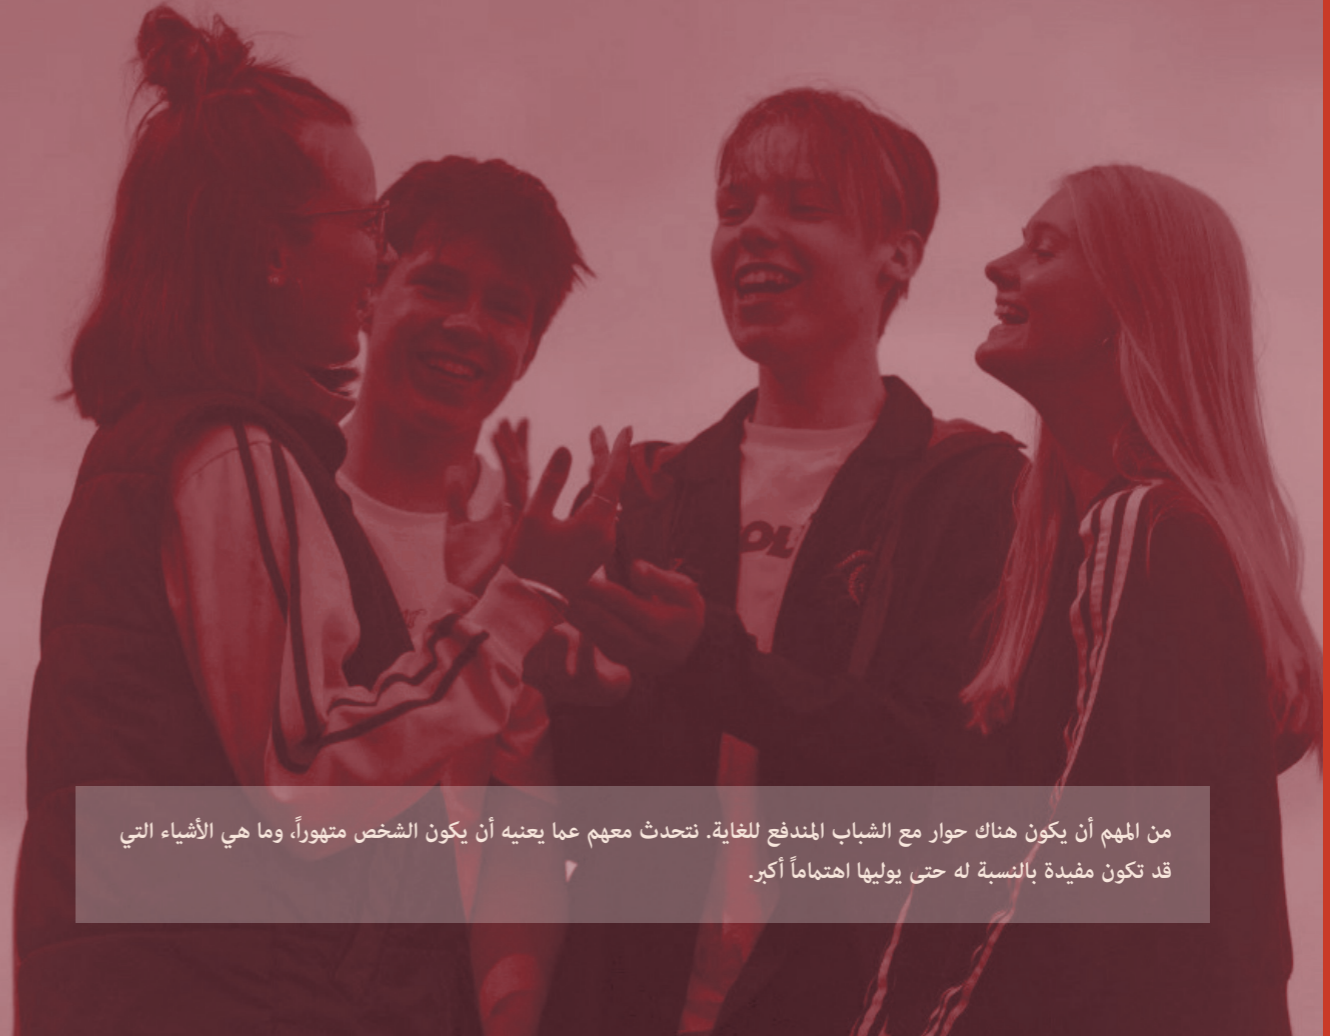 من المهم أن يكون هناك حوار مع الشباب المندفع للغاية. نتحدث معهم عما يعنيه أن يكون الشخص متهوراً، وما هي الأشياء التي
قد تكون مفيدة بالنسبة له حتى يوليها اهتماماً أكبر.